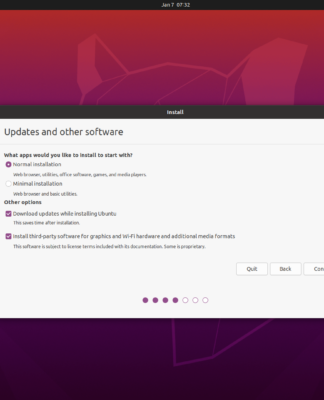 Jan 7 07:32
Install
Updates and other software
What apps would you like to install to start with?
Normal installation
Web browser, utilities, office software, games, and media players.
Minimal installation
Web browser and basic utilities.
Other options
Download updates while installing Ubuntu
This saves time after installation.
Install third-party software for graphics and Wi-Fi hardware and additional media formats
This software is subject to license terms included with its documentation. Some is proprietary.
Quit Back Con